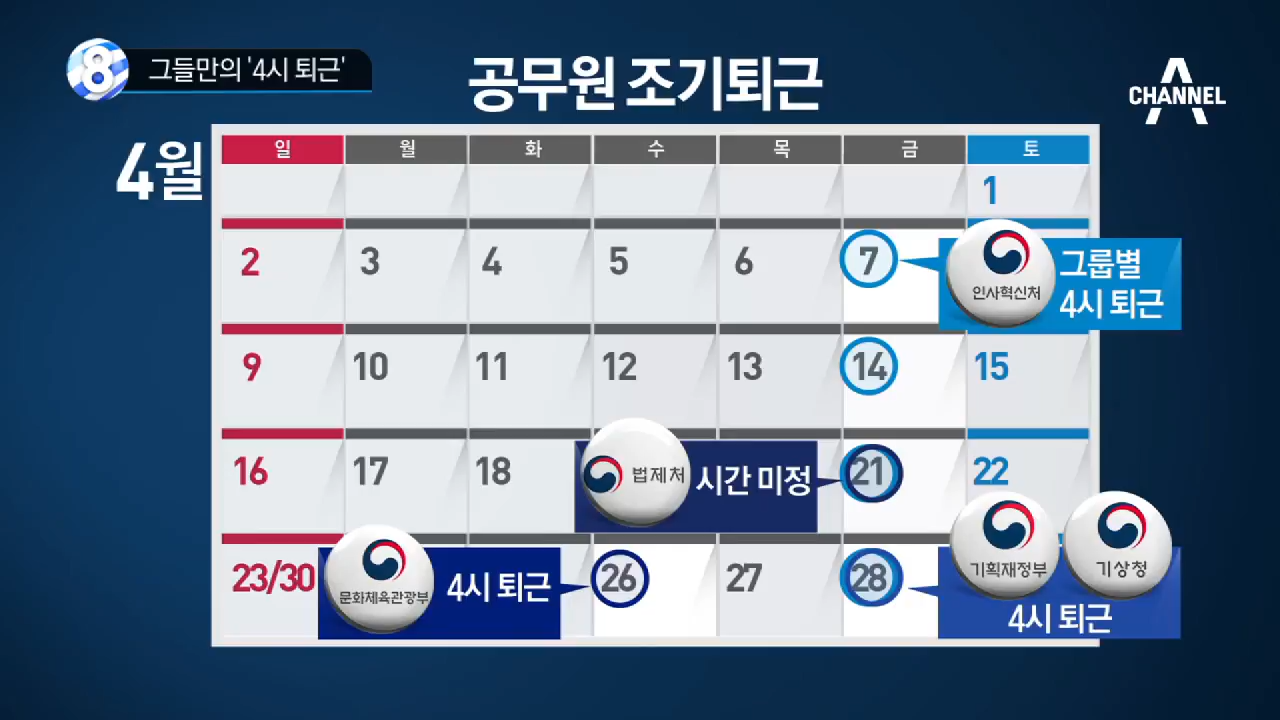 8 그들만의 '4시 퇴근'
공무원 조기퇴근
CHANNEL A
4월
일 월 화 수 목 금 토
1
2 3 4 5 6 7
인사혁신처
그룹별
4시 퇴근
9 10 11 12 13 14 15
16 17 18
법제처
시간 미정
21 22
23/30
문화체육관광부
4시 퇴근
26 27 28
기획재정부
기상청
4시 퇴근